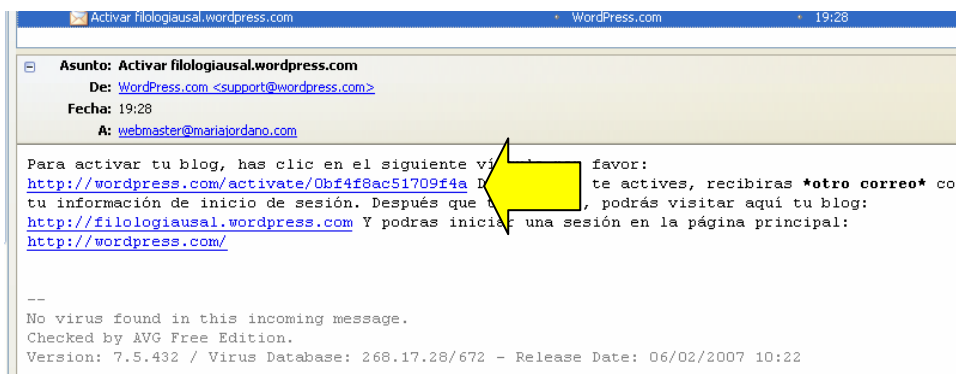 Activar filologiausal.wordpress.com WordPress.com 19:28
Asunto: Activar filologiausal.wordpress.com
De: WordPress.com <support@wordpress.com>
Fecha: 19:28
A: webmaster@mariajordano.com
Para activar tu blog, has clic en el siguiente favor:
http://wordpress.com/activate/0bf4f8ac51709f4a te actives, recibiras *otro correo* co
tu información de inicio de sesión. Después que , podrás visitar aquí tu blog:
http://filologiausal.wordpress.com Y podras iniciar una sesión en la página principal:
http://wordpress.com/
--
No virus found in this incoming message.
Checked by AVG Free Edition.
Version: 7.5.432 / Virus Database: 268.17.28/672 - Release Date: 06/02/2007 10:22